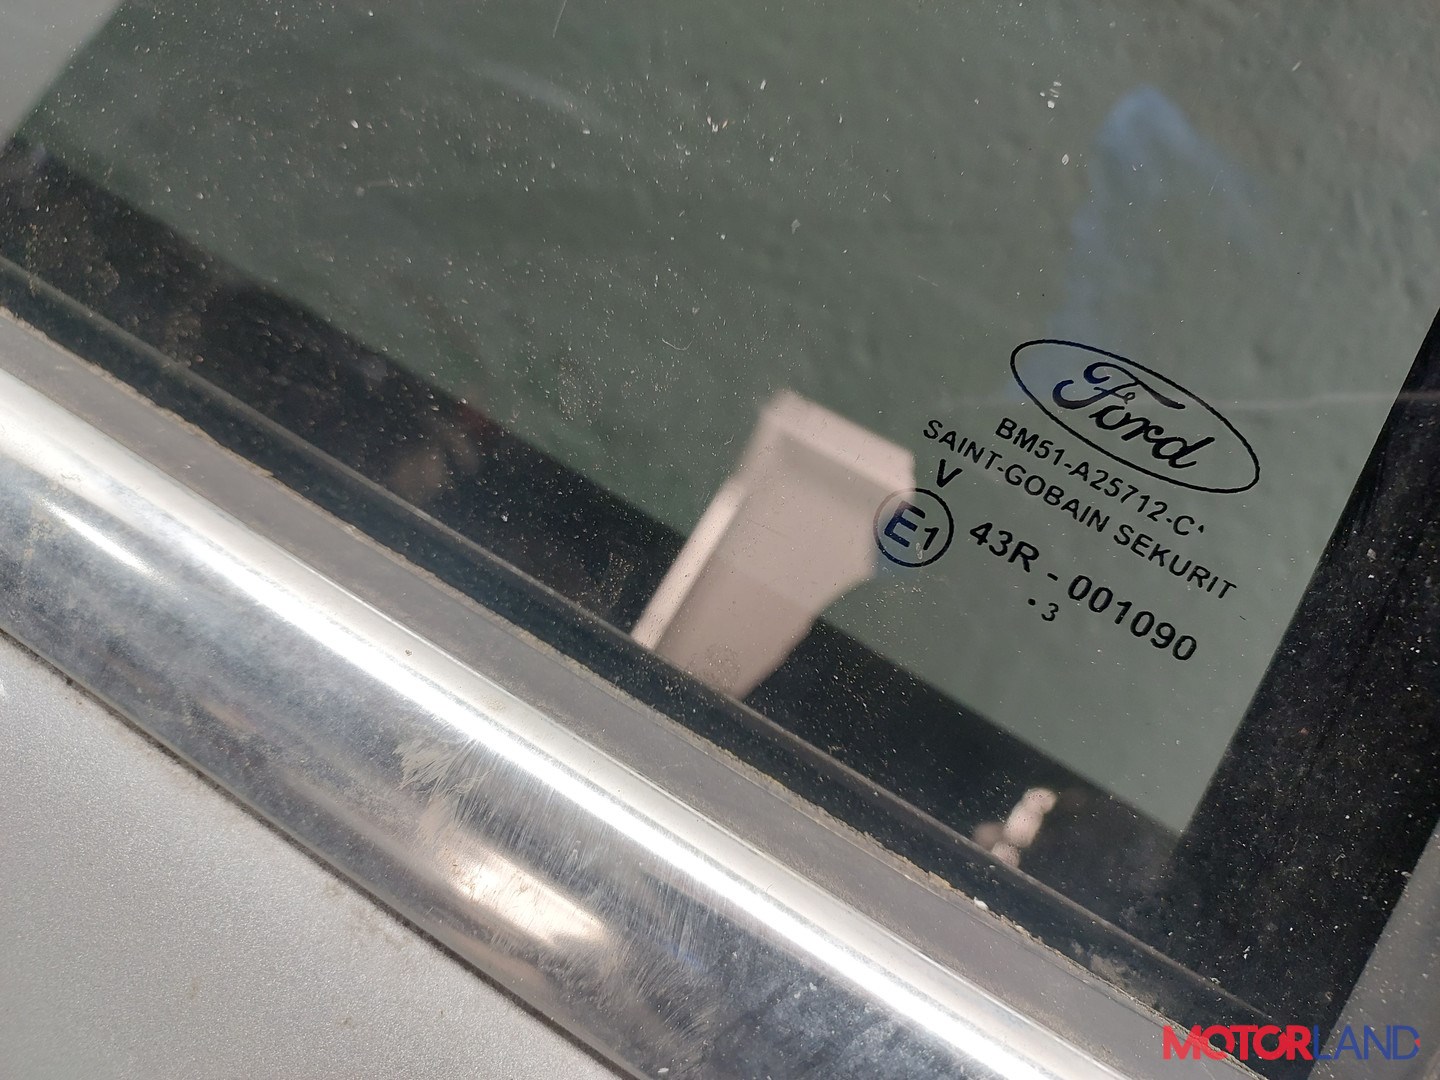 Ford
BM51-A25712-C
SAINT-GOBAIN SEKURIT
V
E1 43R - 001090
. 3
MOTORLAND